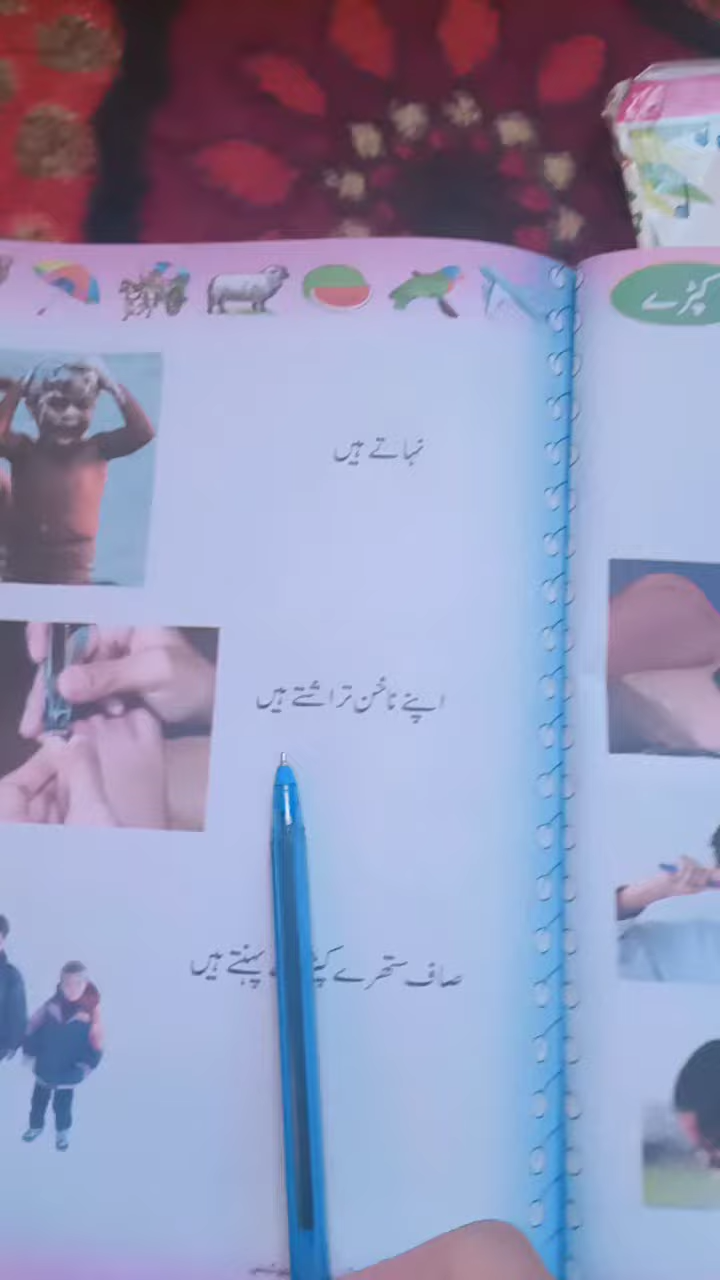 کپڑے
نہاتے ہیں
اپنے ناخن تراشتے ہیں
صاف ستھرے پہنتے ہیں